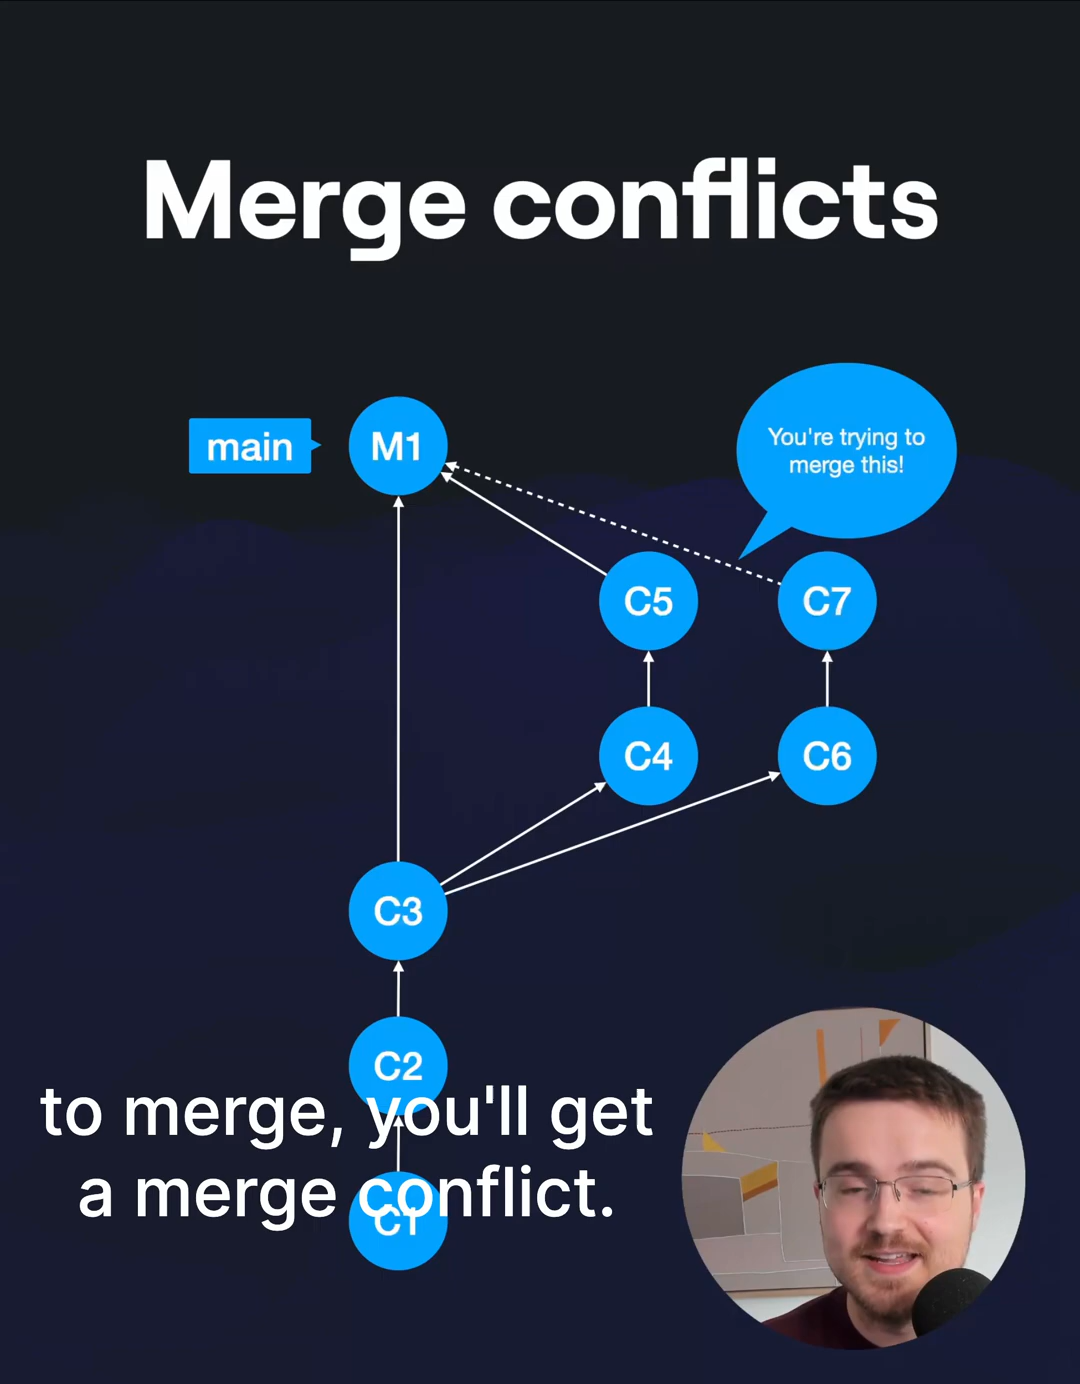 Merge conflicts
main
M1
You're trying to
merge this!
C5
C7
C4
C6
C3
C2
to merge, you'll get
a merge conflict.
C1